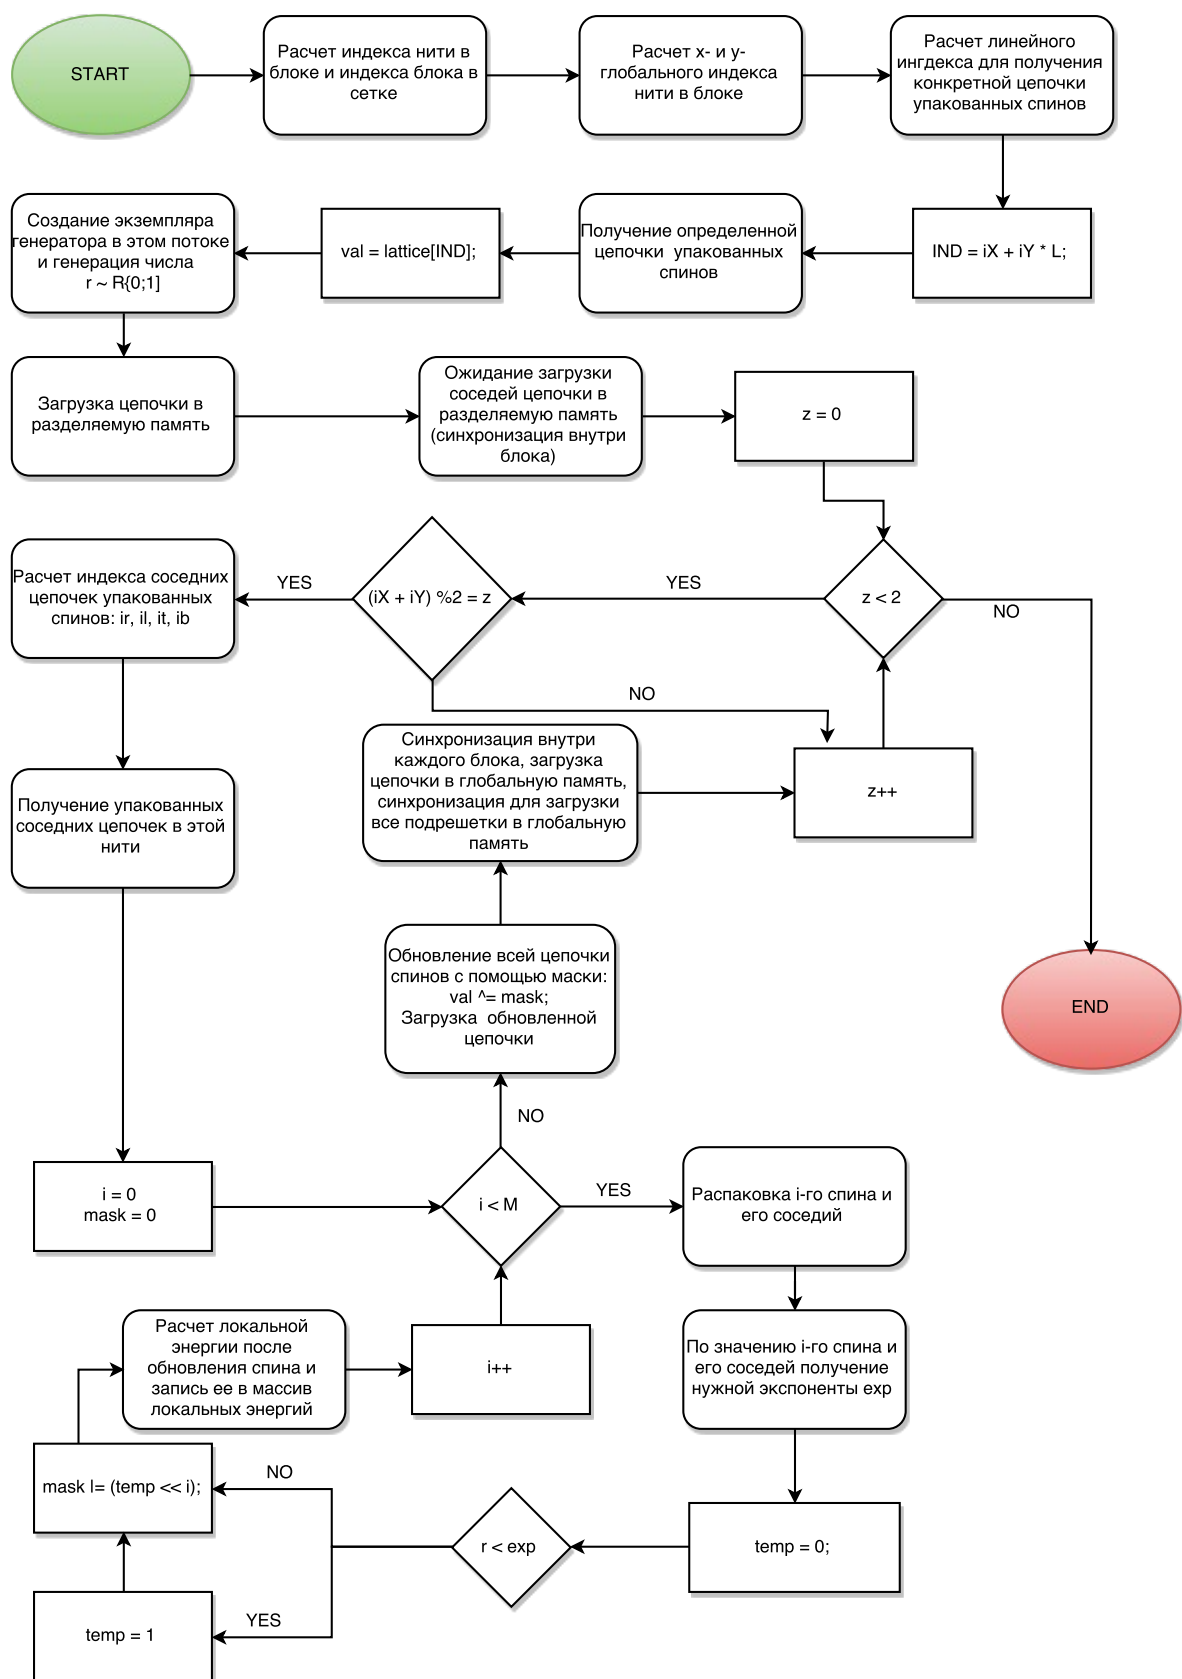 START
Расчет индекса нити в
блоке и индекса блока в
сетке
Расчет x- и y-
глобального индекса
нити в блоке
Расчет линейного
ингдекса для получения
конкретной цепочки
упакованных спинов
Создание экземпляра
генератора в этом потоке
и генерация числа
r ~ R{0;1]
val = lattice[IND];
Получение определенной
цепочки упакованных
спинов
IND = iX + iY * L;
Загрузка цепочки в
разделяемую память
Ожидание загрузки
соседей цепочки в
разделяемую память
(синхронизация внутри
блока)
z = 0
Расчет индекса соседних
цепочек упакованных
спинов: ir, il, it, ib
YES
(iX + iY) %2 = z
YES
z < 2
NO
NO
Синхронизация внутри
каждого блока, загрузка
цепочки в глобальную память,
синхронизация для загрузки
все подрешетки в глобальную
память
z++
Получение упакованных
соседних цепочек в этой
нити
Обновление всей цепочки
спинов с помощью маски:
val ^= mask;
Загрузка обновленной
цепочки
END
NO
i = 0
mask = 0
i < M
YES
Распаковка i-го спина и
его соседий
Расчет локальной
энергии после
обновления спина и
запись ее в массив
локальных энергий
i++
По значению i-го спина и
его соседей получение
нужной экспоненты exp
mask |= (temp << i);
NO
r < exp
temp = 0;
YES
temp = 1